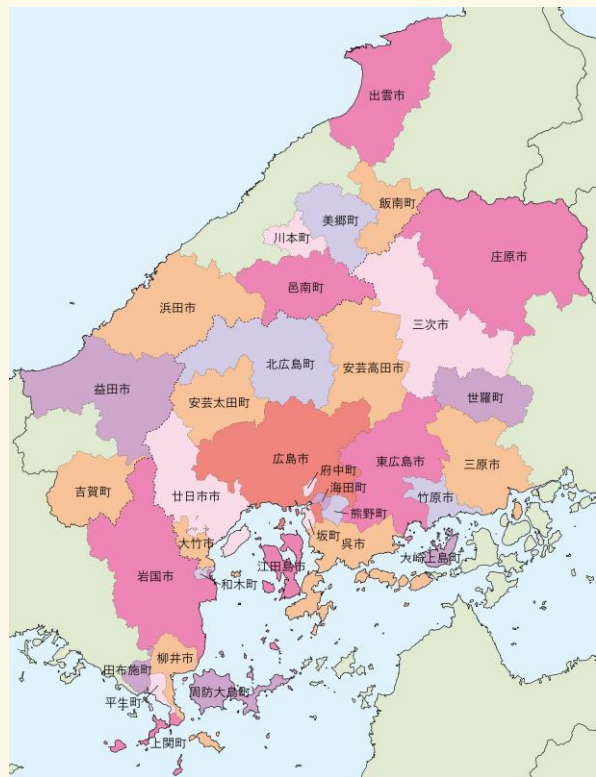 出雲市
飯南町
美郷町
川本町
庄原市
邑南町
浜田市
三次市
北広島町
安芸高田市
益田市
世羅町
安芸太田町
広島市
府中町
東広島市
三原市
吉賀町
海田町
竹原市
廿日市市
熊野町
大竹市
坂町
呉市
大崎上島町
江田島市
岩国市
和木町
柳井市
田布施町
周防大島町
平生町
上関町